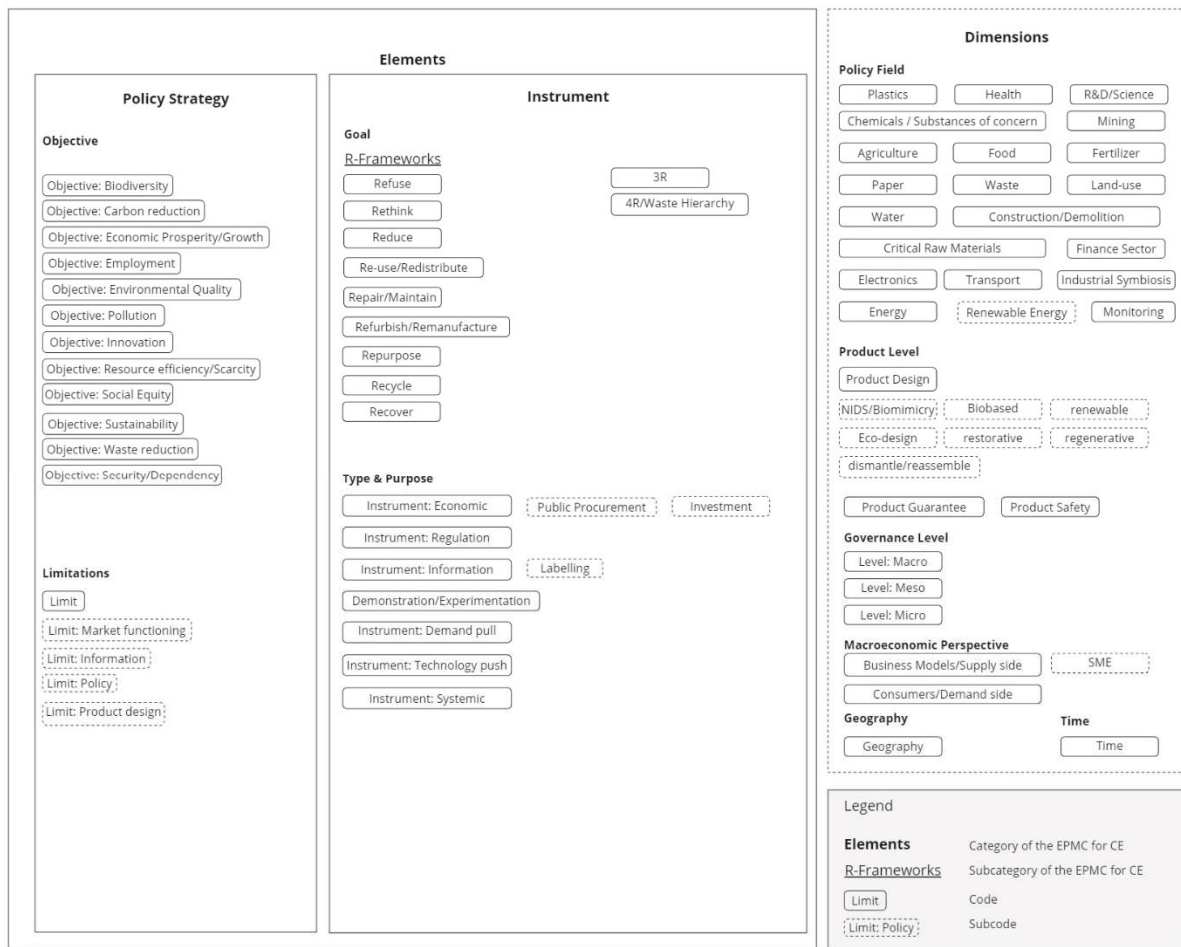 Elements
Policy Strategy
Objective
Objective: Biodiversity
Objective: Carbon reduction
Objective: Economic Prosperity/Growth
Objective: Employment
Objective: Environmental Quality
Objective: Pollution
Objective: Innovation
Objective: Resource efficiency/Scarcity
Objective: Social Equity
Objective: Sustainability
Objective: Waste reduction
Objective: Security/Dependency
Limitations
Limit
Limit: Market functioning
Limit: Information
Limit: Policy
Limit: Product design
Instrument
Goal
R-Frameworks
Refuse
3R
Rethink
4R/Waste Hierarchy
Reduce
Re-use/Redistribute
Repair/Maintain
Refurbish/Remanufacture
Repurpose
Recycle
Recover
Type & Purpose
Instrument: Economic Public Procurement Investment
Instrument: Regulation
Instrument: Information Labelling
Demonstration/Experimentation
Instrument: Demand pull
Instrument: Technology push
Instrument: Systemic
Dimensions
Policy Field
Plastics Health R&D/Science
Chemicals / Substances of concern Mining
Agriculture Food Fertilizer
Paper Waste Land-use
Water Construction/Demolition
Critical Raw Materials Finance Sector
Electronics Transport Industrial Symbiosis
Energy Renewable Energy Monitoring
Product Level
Product Design
NIDS/Biomimicry Biobased renewable
Eco-design restorative regenerative
dismantle/reassemble
Product Guarantee Product Safety
Governance Level
Level: Macro
Level: Meso
Level: Micro
Macroeconomic Perspective
Business Models/Supply side SME
Consumers/Demand side
Geography Time
Geography Time
Legend
Elements Category of the EPMC for CE
R-Frameworks Subcategory of the EPMC for CE
Limit Code
Limit: Policy Subcode